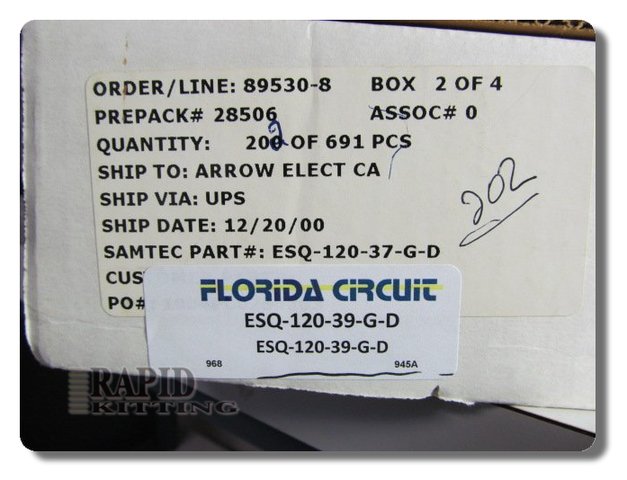 ORDER/LINE: 89530-8 BOX 2 OF 4
PREPACK# 28506 ASSOC# 0
QUANTITY: 202 OF 691 PCS
SHIP TO: ARROW ELECT CA
SHIP VIA: UPS
202
SHIP DATE: 12/20/00
SAMTEC PART#: ESQ-120-37-G-D
CUS
PO#:
FLORIDA CIRCUIT
ESQ-120-39-G-D
ESQ-120-39-G-D
968 945A
RAPID
KITTING